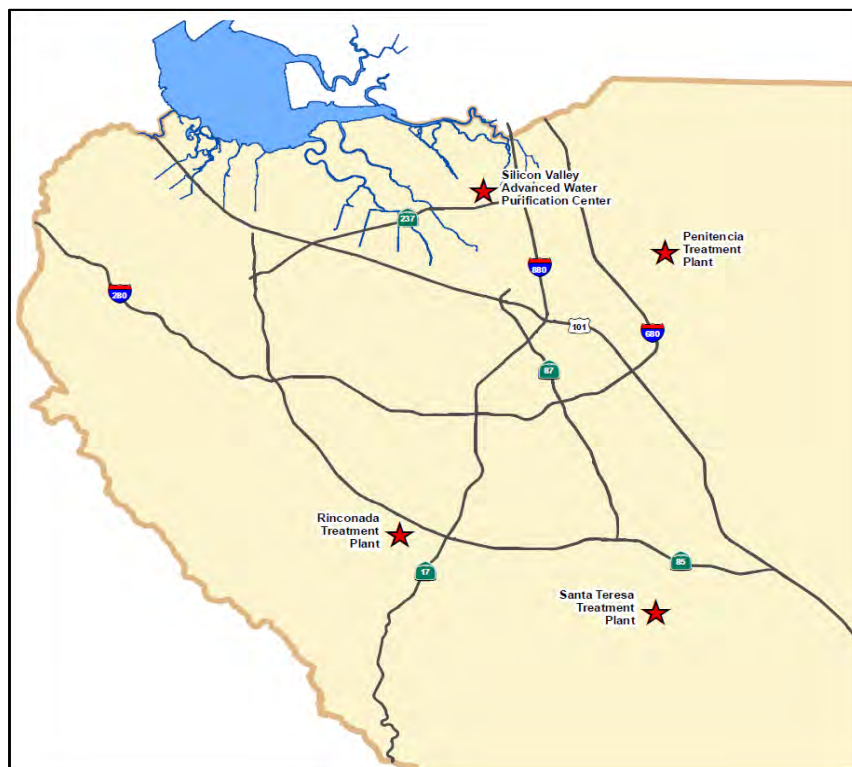 Silicon Valley
Advanced Water
Purification Center
237
Penitencia
Treatment
Plant
880
280
101
680
87
Rinconada
Treatment
Plant
17
85
Santa Teresa
Treatment
Plant